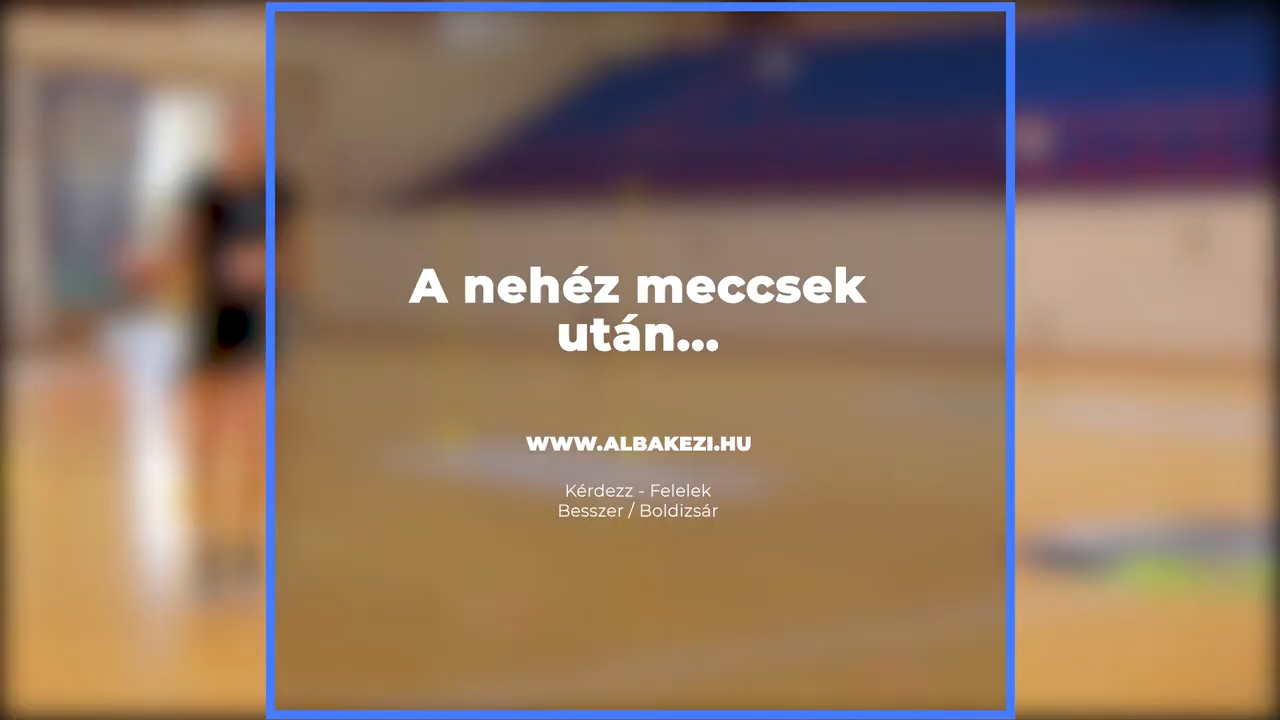 A nehéz meccsek
után...
WWW.ALBAKEZI.HU
Kérdezz - Felelek
Besszer / Boldizsár